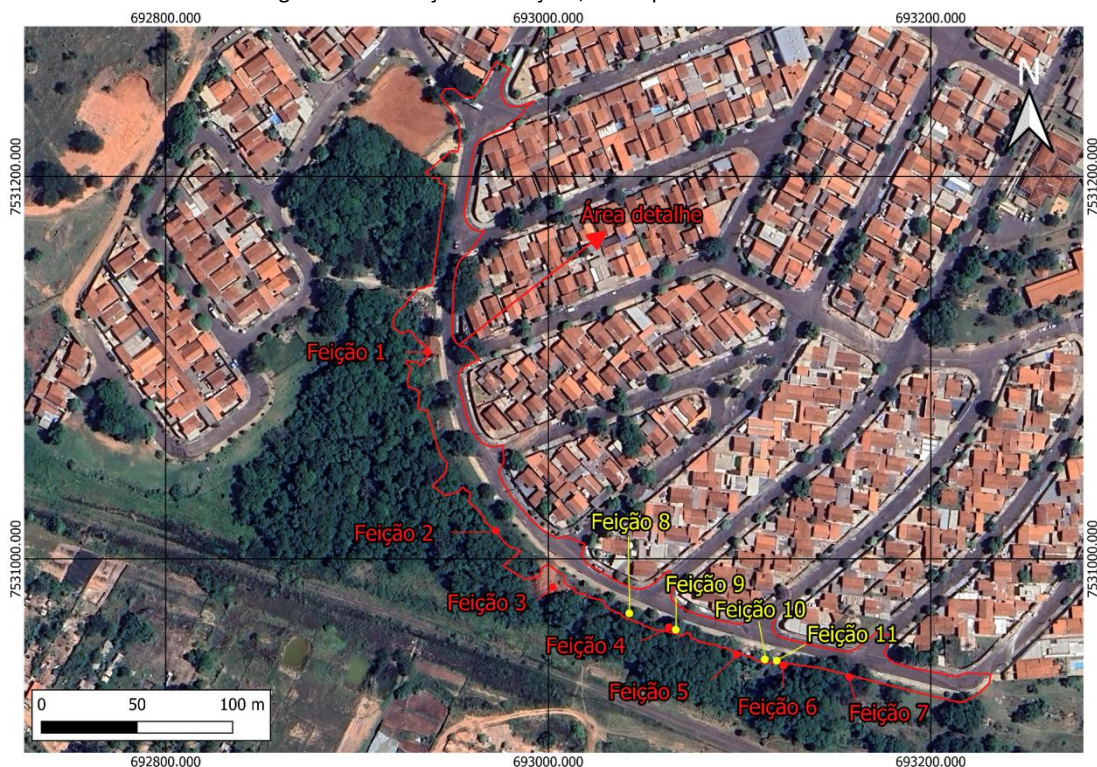 692800.000
693000.000
693200.000
N
7531200.000
7531200.000
Área detalhe
Feição 1
Feição 8
Feição 2
7531000.000
7531000.000
Feição 9
Feição 3
Feição 10
Feição 11
Feição 4
Feição 5
Feição 6
Feição 7
0 50 100 m
692800.000
693000.000
693200.000